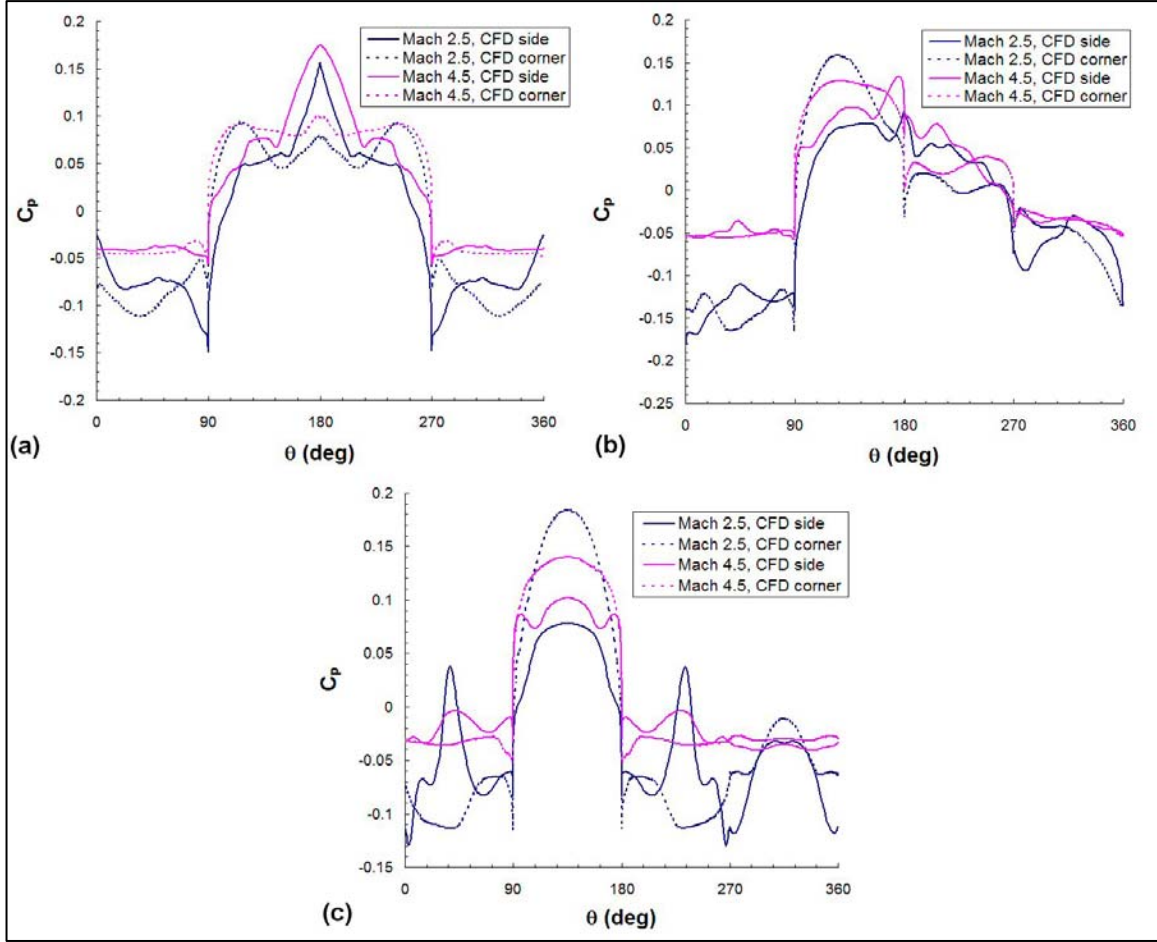 0.2
0.15
0.1
0.05
0
-0.05
-0.1
-0.15
-0.2
Cp
0 90 180 270 360
θ (deg)
(a)
Mach 2.5, CFD side
Mach 2.5, CFD corner
Mach 4.5, CFD side
Mach 4.5, CFD corner
0.2
0.15
0.1
0.05
0
-0.05
-0.1
-0.15
-0.2
-0.25
Cp
0 90 180 270 360
θ (deg)
(b)
Mach 2.5, CFD side
Mach 2.5, CFD corner
Mach 4.5, CFD side
Mach 4.5, CFD corner
0.2
0.15
0.1
0.05
0
-0.05
-0.1
-0.15
Cp
0 90 180 270 360
θ (deg)
(c)
Mach 2.5, CFD side
Mach 2.5, CFD corner
Mach 4.5, CFD side
Mach 4.5, CFD corner